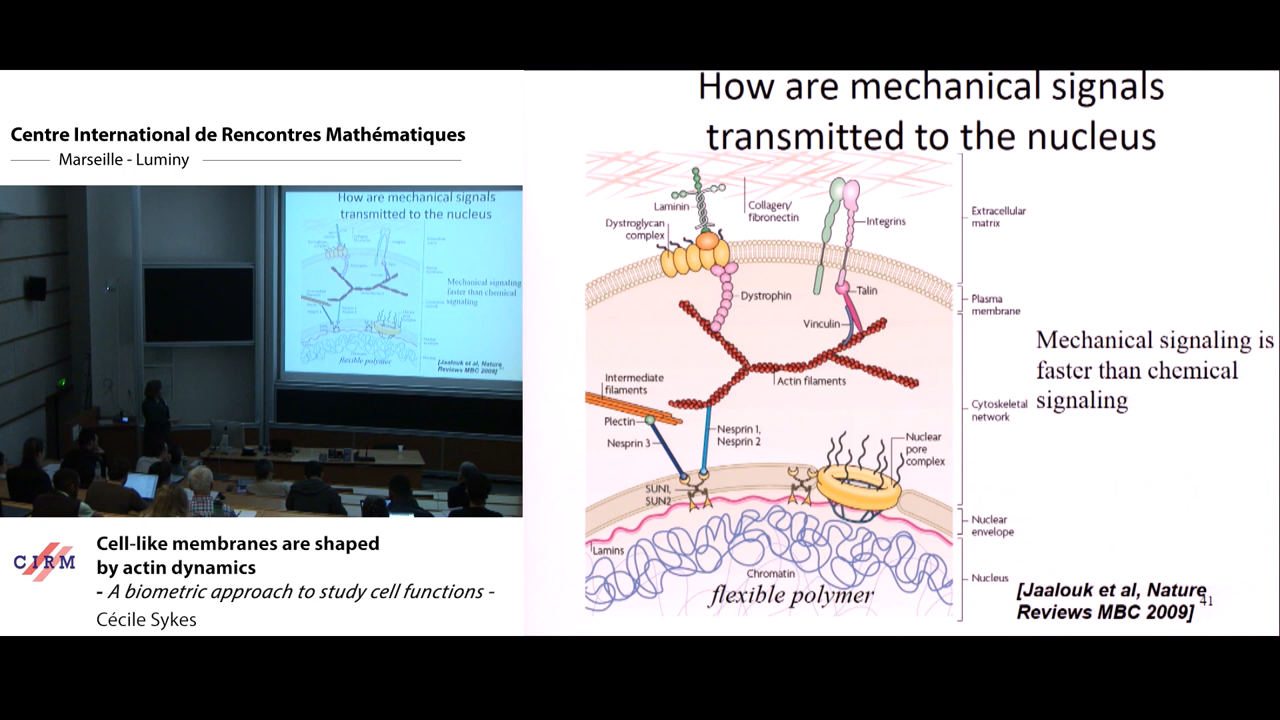 Centre International de Rencontres Mathématiques
Marseille - Luminy
How are mechanical signals
transmitted to the nucleus
Mechanical signaling
faster than chemical
signaling
flexible polymer
[Jaalouk et al, Nature
Reviews MBC 2009]
CIRM
Cell-like membranes are shaped
by actin dynamics
- A biometric approach to study cell functions -
Cécile Sykes
How are mechanical signals
transmitted to the nucleus
Laminin
Collagen/
fibronectin
Dystroglycan
complex
Integrins
Extracellular
matrix
Dystrophin
Talin
Plasma
membrane
Vinculin
Actin filaments
Intermediate
filaments
Plectin
Nesprin 3
Nesprin 1,
Nesprin 2
Cytoskeletal
network
Nuclear
pore
complex
SUN1,
SUN2
Nuclear
envelope
Lamins
Chromatin
flexible polymer
Nucleus
Mechanical signaling is
faster than chemical
signaling
[Jaalouk et al, Nature
Reviews MBC 2009]
41